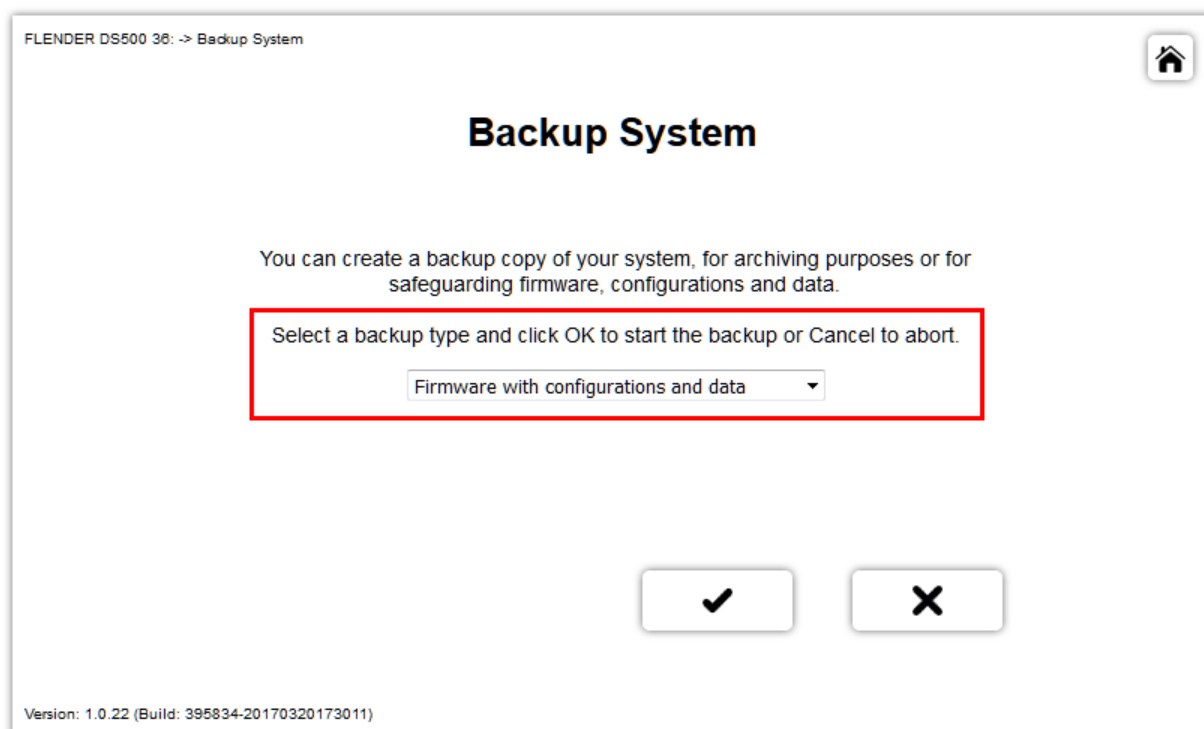 FLENDER DS500 36: -> Backup System
Backup System
You can create a backup copy of your system, for archiving purposes or for
safeguarding firmware, configurations and data.
Select a backup type and click OK to start the backup or Cancel to abort.
Firmware with configurations and data
Version: 1.0.22 (Build: 395834-20170320173011)